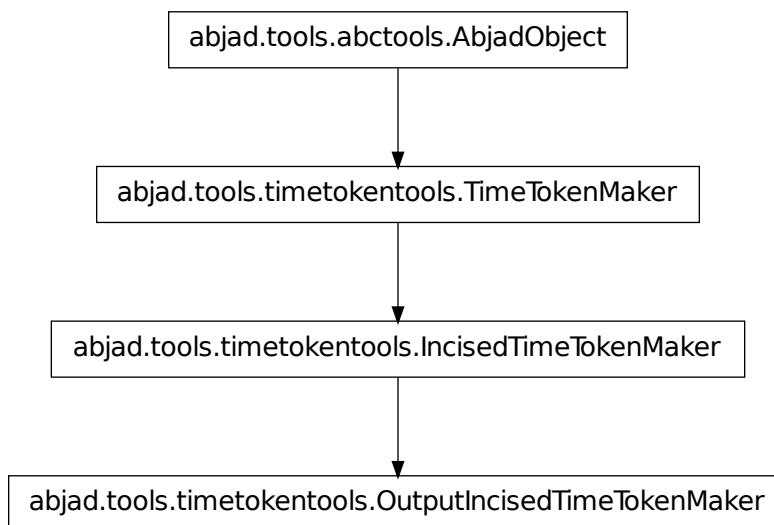 abjad.tools.abctools.AbjadObject
abjad.tools.timetokentools.TimeTokenMaker
abjad.tools.timetokentools.IncisedTimeTokenMaker
abjad.tools.timetokentools.OutputIncisedTimeTokenMaker